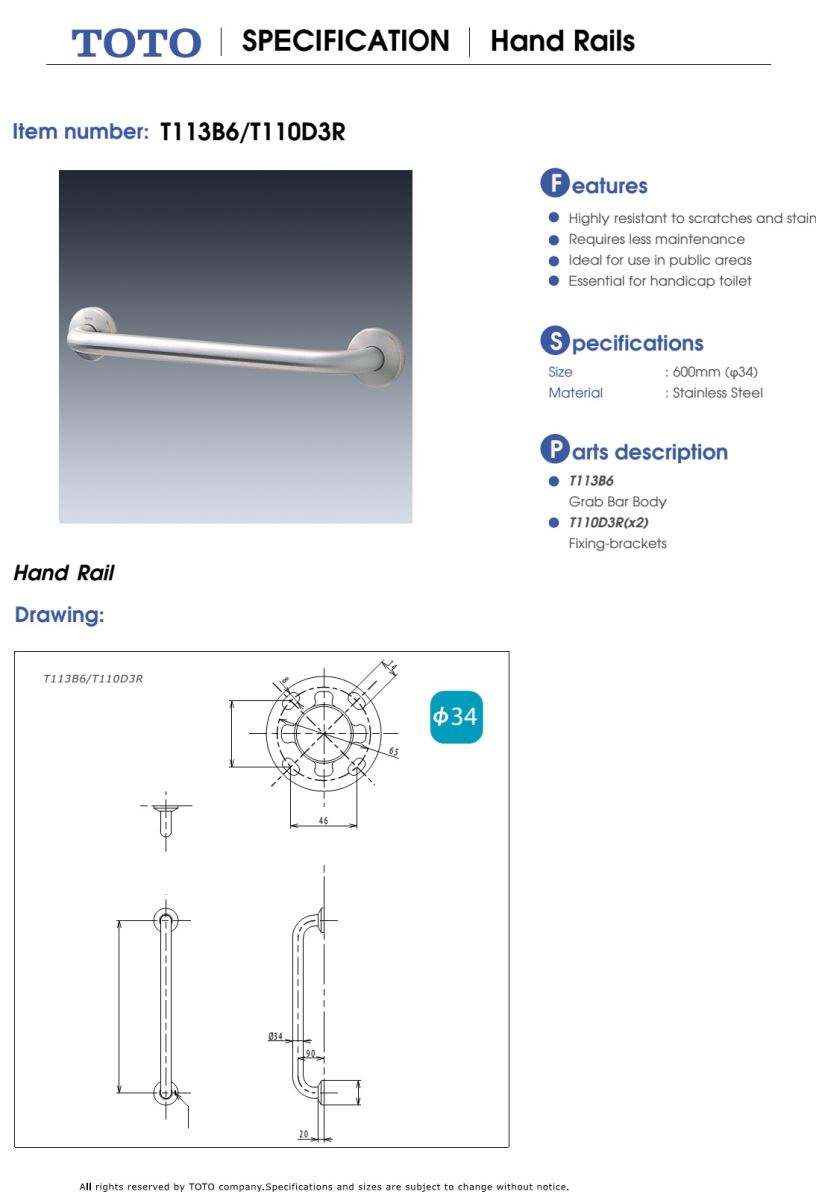 TOTO SPECIFICATION Hand Rails
Item number: T113B6/T110D3R
Features
Highly resistant to scratches and stain
Requires less maintenance
Ideal for use in public areas
Essential for handicap toilet
Specifications
Size : 600mm (φ34)
Material : Stainless Steel
Parts description
T113B6
Grab Bar Body
T110D3R(x2)
Fixing-brackets
Hand Rail
Drawing:
T113B6/T110D3R
14
8
φ34
65
46
Ø34
90
20
All rights reserved by TOTO company.Specifications and sizes are subject to change without notice.